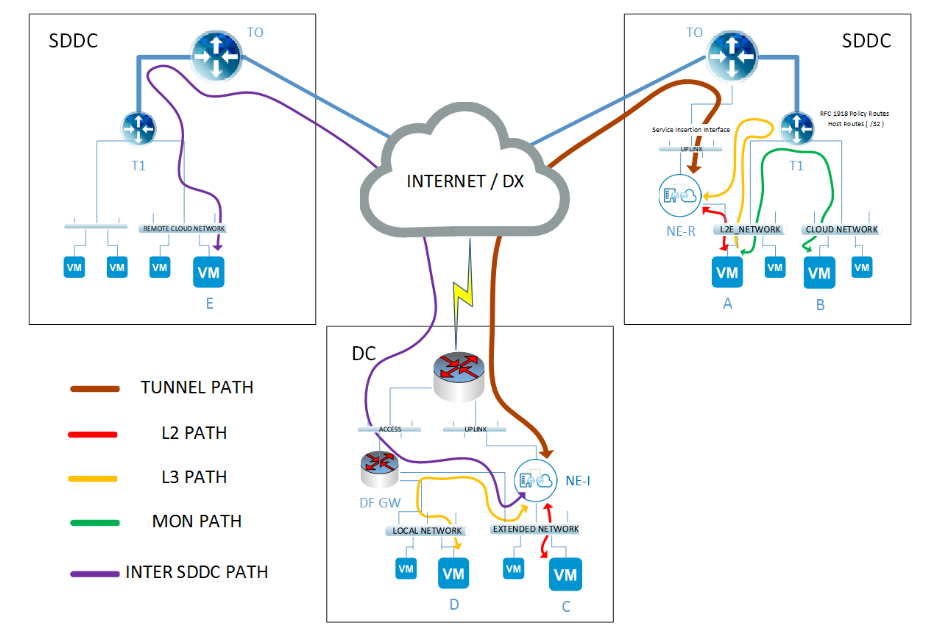 SDDC
TO
T1
REMOTE CLOUD NETWORK
VM
VM
VM
VM
E
INTERNET / DX
TO
SDDC
RFC 1918 Policy Routes
Host Routes ( /32 )
Service Insertion Interface
UPLINK
T1
NE-R
L2E_NETWORK
CLOUD NETWORK
VM
VM
VM
VM
A
B
DC
ACCESS
UPLINK
DF GW
NE-I
LOCAL NETWORK
EXTENDED NETWORK
VM
VM
VM
VM
D
C
TUNNEL PATH
L2 PATH
L3 PATH
MON PATH
INTER SDDC PATH